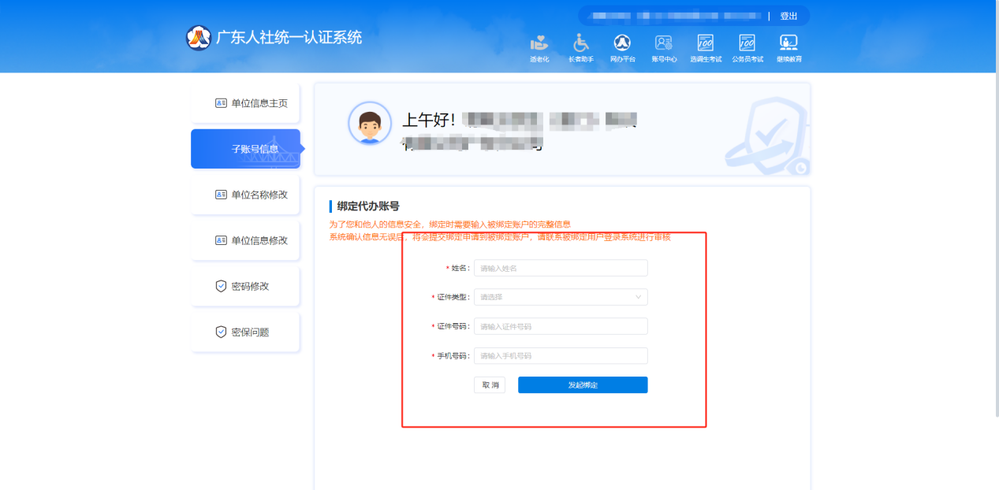 登出
广东人社统一认证系统
适老化 长者助手 网办平台 账号中心 选调生考试 公务员考试 继续教育
单位信息主页
子账号信息
单位名称修改
单位信息修改
密码修改
密保问题
上午好!
绑定代办账号
为了您和他人的信息安全，绑定时需要输入被绑定账户的完整信息
系统确认信息无误后，将会提交绑定申请到被绑定账户，请联系被绑定用户登录系统进行审核
* 姓名: 请输入姓名
* 证件类型: 请选择
* 证件号码: 请输入证件号码
* 手机号码: 请输入手机号码
取 消 发起绑定